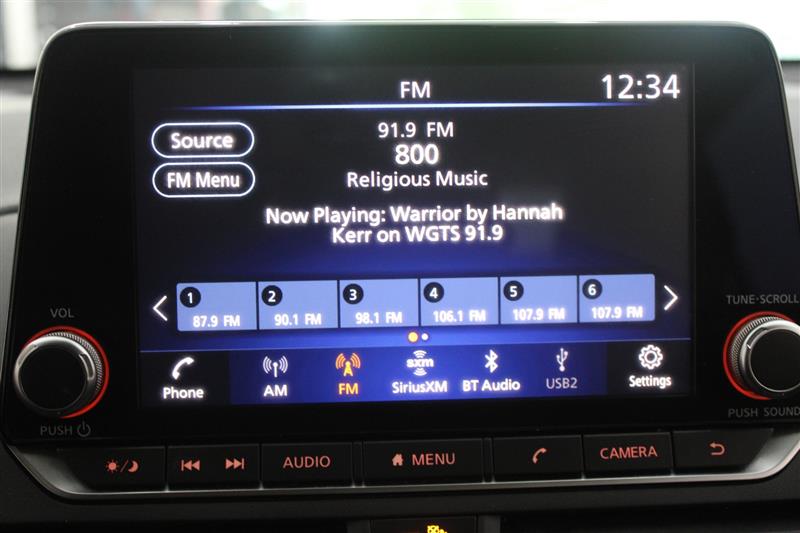 FM
12:34
Source
91.9 FM
800
FM Menu
Religious Music
Now Playing: Warrior by Hannah
Kerr on WGTS 91.9
1 2 3 4 5 6
87.9 FM 90.1 FM 98.1 FM 106.1 FM 107.9 FM 107.9 FM
VOL
TUNE·SCROLL
sxm
Phone AM FM SiriusXM BT Audio USB2 Settings
PUSH
PUSH SOUND
AUDIO MENU CAMERA